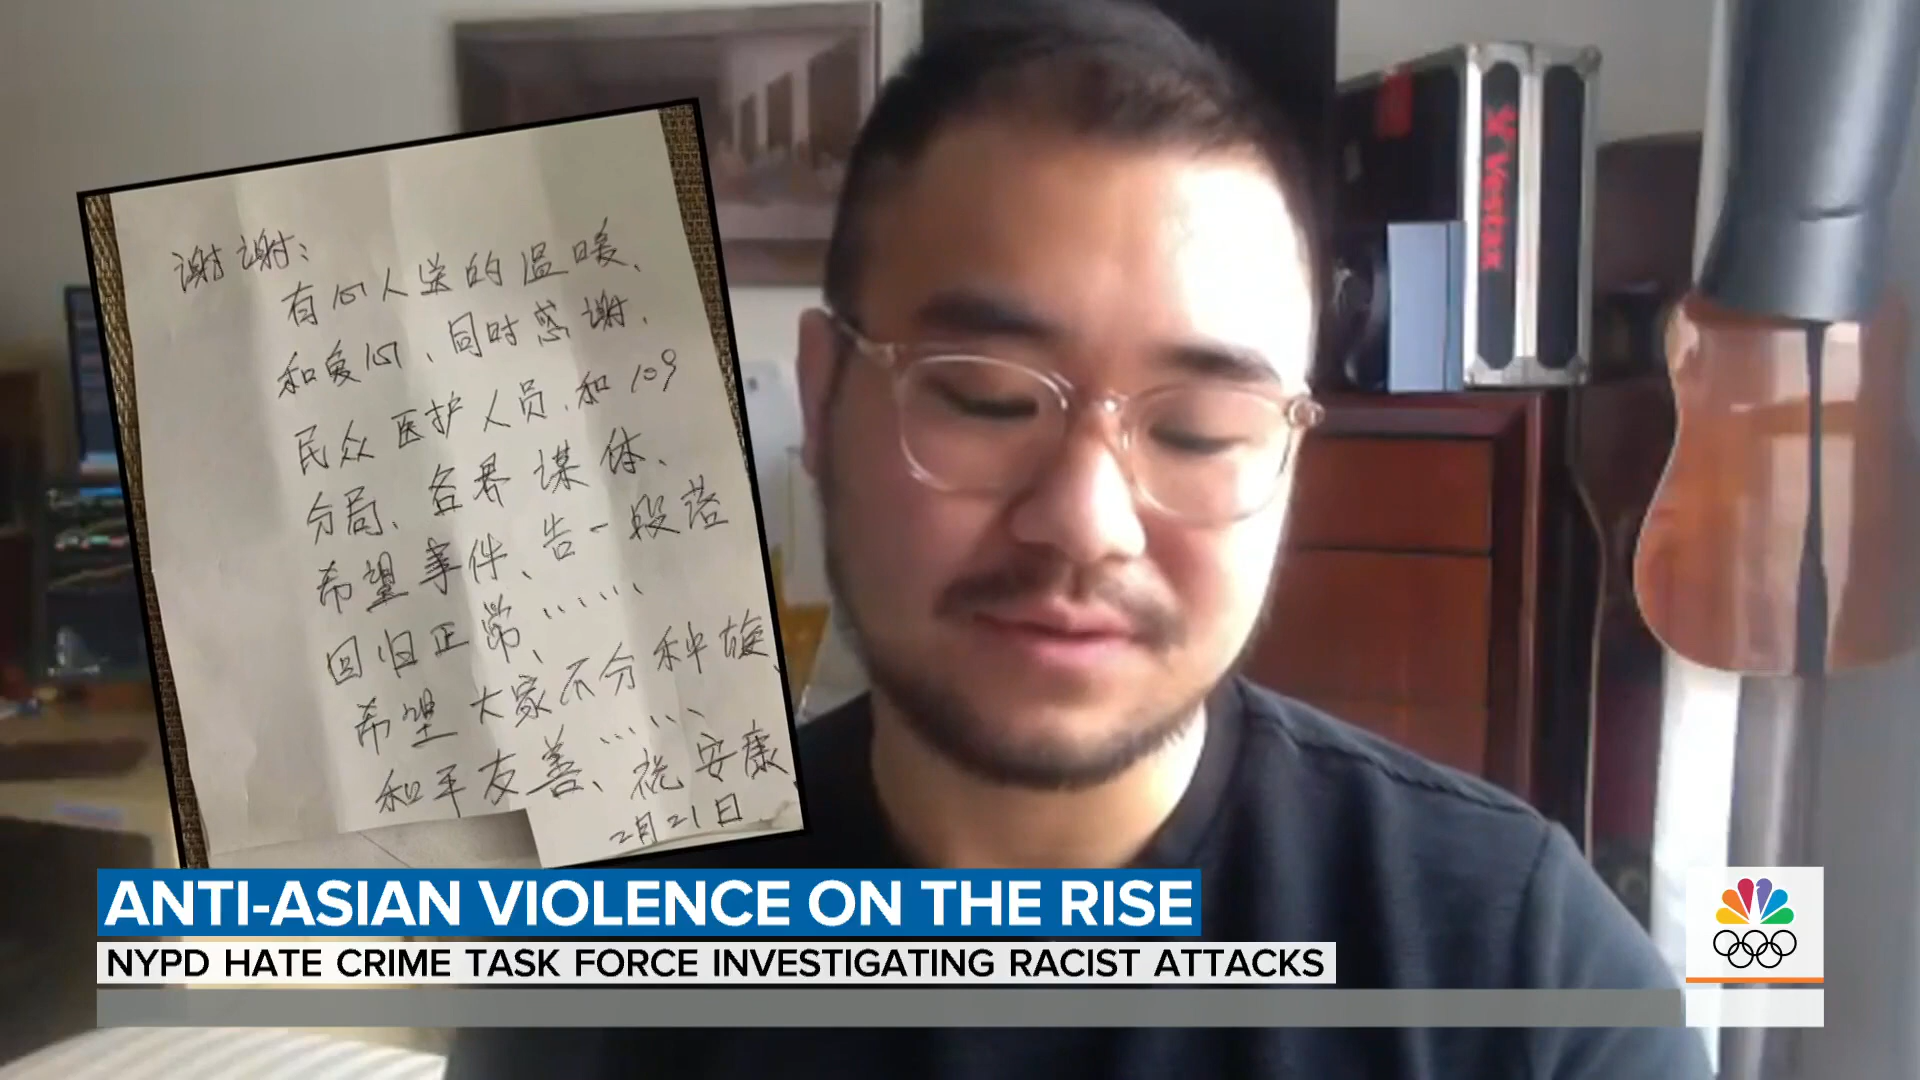 谢谢:
有心人送的温暖、
和爱心、同时感谢、
民众医护人员、和109
分局、各界谋体、
希望事件、告一段落
回归正常、……
希望大家不分种族、
……
和平友善、祝安康
2月21日
Vestax
ANTI-ASIAN VIOLENCE ON THE RISE
NYPD HATE CRIME TASK FORCE INVESTIGATING RACIST ATTACKS